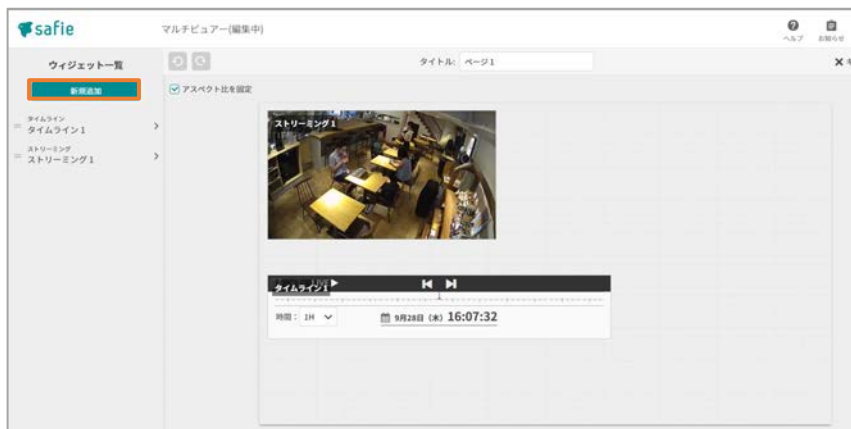 safie
マルチビュアー(編集中)
ヘルプ
お知らせ
ウィジェット一覧
タイトル: ページ1
新規追加
アスペクト比を固定
タイムライン
タイムライン 1
ストリーミング
ストリーミング 1
ストリーミング 1
タイムライン 1
時間： 1H
9月28日（木） 16:07:32